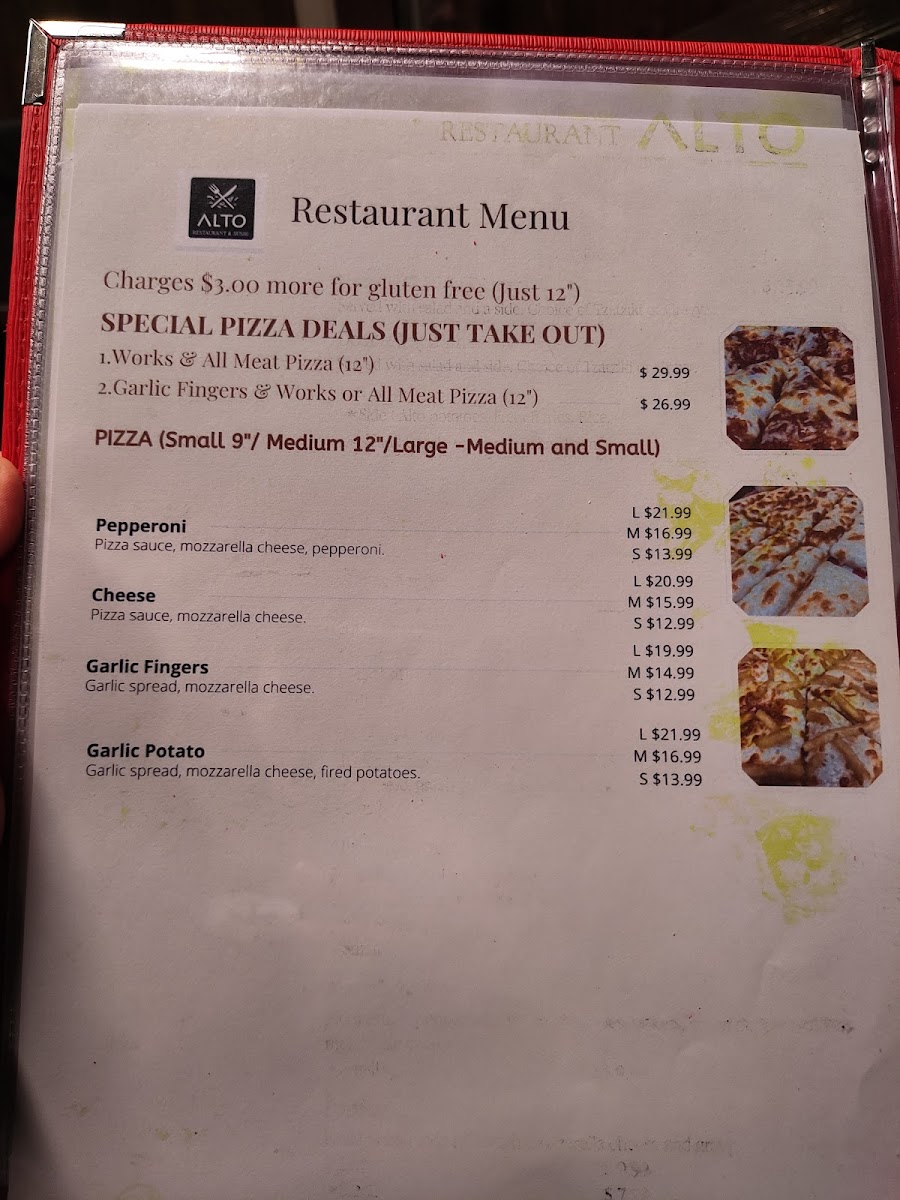 RESTAURANT ALTO
ALTO
RESTAURANT &
Restaurant Menu
Charges $3.00 more for gluten free (Just 12")
SPECIAL PIZZA DEALS (JUST TAKE OUT)
1.Works & All Meat Pizza (12")
$ 29.99
2.Garlic Fingers & Works or All Meat Pizza (12")
$ 26.99
PIZZA (Small 9"/ Medium 12"/Large -Medium and Small)
L $21.99
Pepperoni M $16.99
Pizza sauce, mozzarella cheese, pepperoni. S $13.99
L $20.99
Cheese M $15.99
Pizza sauce, mozzarella cheese. S $12.99
L $19.99
Garlic Fingers M $14.99
Garlic spread, mozzarella cheese. S $12.99
L $21.99
Garlic Potato M $16.99
Garlic spread, mozzarella cheese, fired potatoes. S $13.99